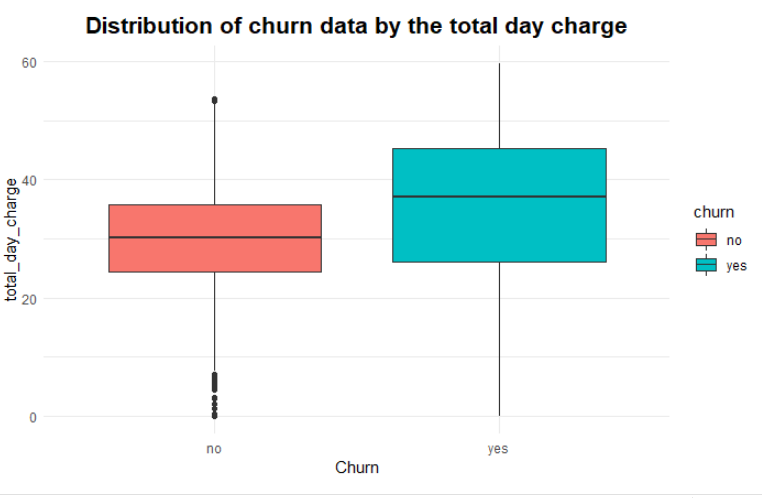 Distribution of churn data by the total day charge
60
40
20
0
total_day_charge
no
yes
Churn
churn
no
yes